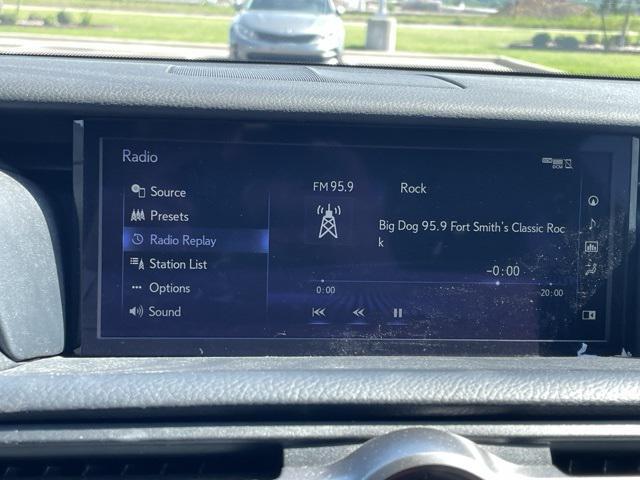 Radio
Source
Presets
Radio Replay
Station List
Options
Sound
FM 95.9
Rock
Big Dog 95.9 Fort Smith's Classic Roc
k
-0:00
0:00
20:00